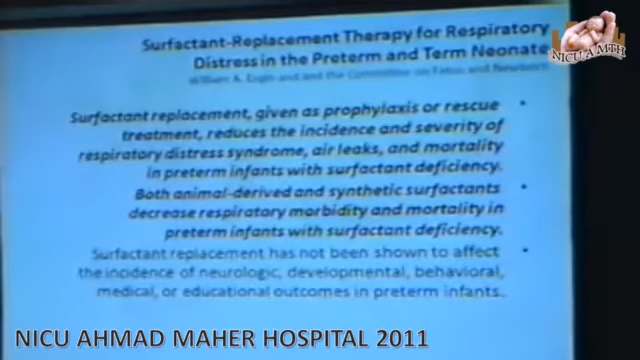 Surfactant-Replacement Therapy for Respiratory
Distress in the Preterm and Term Neonate
William A. Engle and and the Committee on Fetus and Newborn
NICU A MTH
Surfactant replacement, given as prophylaxis or rescue
treatment, reduces the incidence and severity of
respiratory distress syndrome, air leaks, and mortality
in preterm infants with surfactant deficiency.
Both animal-derived and synthetic surfactants
decrease respiratory morbidity and mortality in
preterm infants with surfactant deficiency.
Surfactant replacement has not been shown to affect
the incidence of neurologic, developmental, behavioral,
medical, or educational outcomes in preterm infants.
NICU AHMAD MAHER HOSPITAL 2011